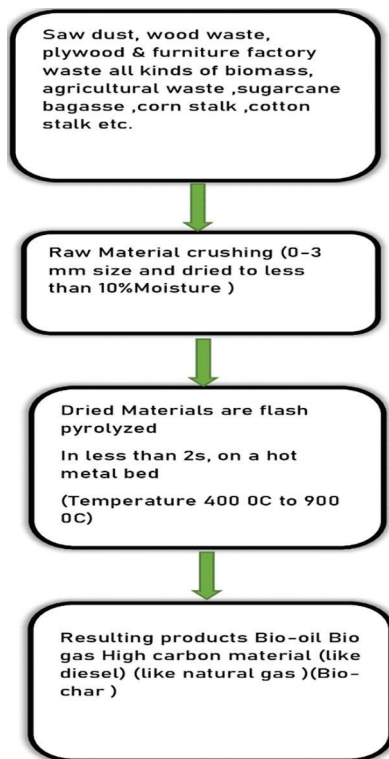 Saw dust, wood waste,
plywood & furniture factory
waste all kinds of biomass,
agricultural waste ,sugarcane
bagasse ,corn stalk ,cotton
stalk etc.
Raw Material crushing (0-3
mm size and dried to less
than 10%Moisture )
Dried Materials are flash
pyrolyzed
In less than 2s, on a hot
metal bed
(Temperature 400 0C to 900
0C)
Resulting products Bio-oil Bio
gas High carbon material (like
diesel) (like natural gas )(Bio-
char )